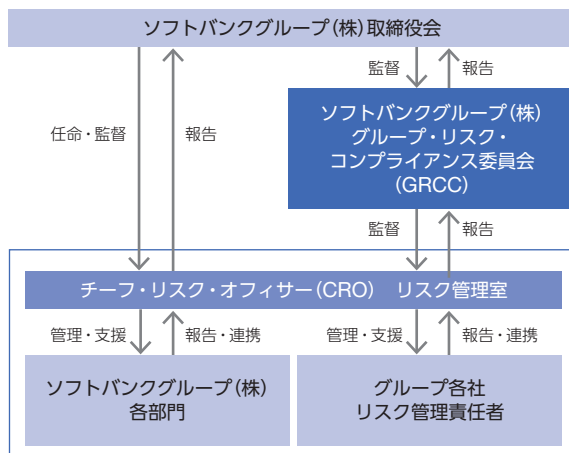 ソフトバンクグループ(株)取締役会
監督
報告
任命・監督
報告
ソフトバンクグループ(株)
グループ・リスク・
コンプライアンス委員会
(GRCC)
監督
報告
チーフ・リスク・オフィサー(CRO) リスク管理室
管理・支援
報告・連携
管理・支援
報告・連携
ソフトバンクグループ(株)
各部門
グループ各社
リスク管理責任者